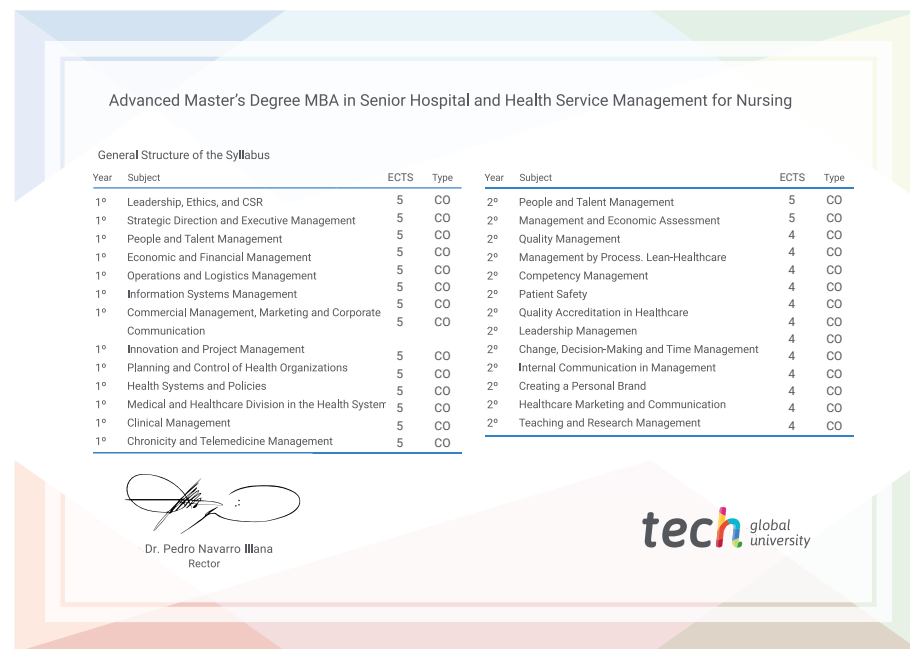 Advanced Master's Degree MBA in Senior Hospital and Health Service Management for Nursing
General Structure of the Syllabus
Year Subject ECTS Type
1º Leadership, Ethics, and CSR 5 CO
1º Strategic Direction and Executive Management 5 CO
1º People and Talent Management 5 CO
1º Economic and Financial Management 5 CO
1º Operations and Logistics Management 5 CO
1º Information Systems Management 5 CO
1º Commercial Management, Marketing and Corporate 5 CO
Communication 5 CO
1º Innovation and Project Management 5 CO
1º Planning and Control of Health Organizations 5 CO
1º Health Systems and Policies 5 CO
1º Medical and Healthcare Division in the Health System 5 CO
1º Clinical Management 5 CO
1º Chronicity and Telemedicine Management 5 CO
Year Subject ECTS Type
2º People and Talent Management 5 CO
2º Management and Economic Assessment 5 CO
2º Quality Management 4 CO
2º Management by Process. Lean-Healthcare 4 CO
2º Competency Management 4 CO
2º Patient Safety 4 CO
2º Quality Accreditation in Healthcare 4 CO
2º Leadership Managemen 4 CO
2º Change, Decision-Making and Time Management 4 CO
2º Internal Communication in Management 4 CO
2º Creating a Personal Brand 4 CO
2º Healthcare Marketing and Communication 4 CO
2º Teaching and Research Management 4 CO
4 CO
Dr. Pedro Navarro Illana
Rector
tech global
university